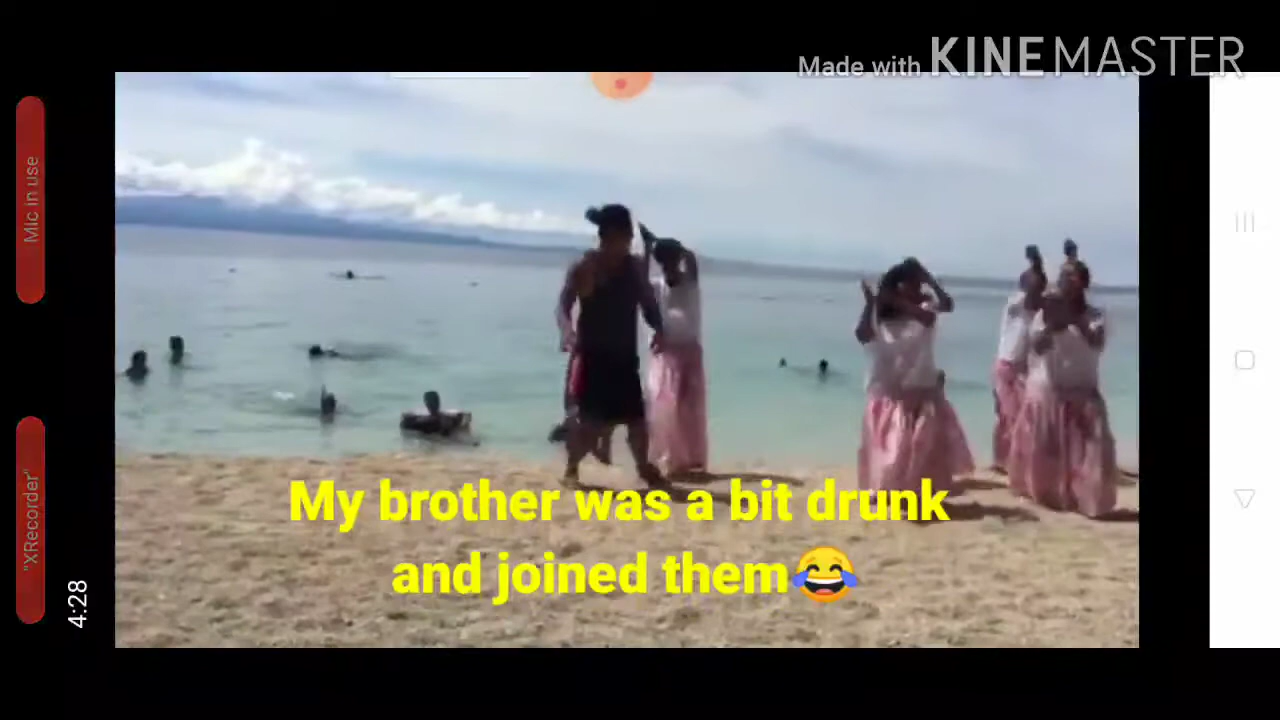 Made with KINEMASTER
Mic in use
"XRecorder"
4:28
My brother was a bit drunk
and joined them😂